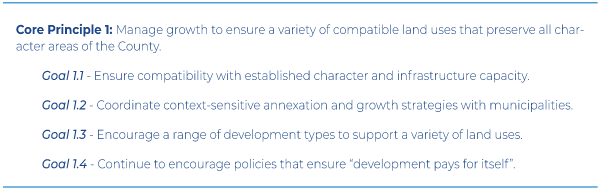 Core Principle 1: Manage growth to ensure a variety of compatible land uses that preserve all char-
acter areas of the County.
Goal 1.1 - Ensure compatibility with established character and infrastructure capacity.
Goal 1.2 - Coordinate context-sensitive annexation and growth strategies with municipalities.
Goal 1.3 - Encourage a range of development types to support a variety of land uses.
Goal 1.4 - Continue to encourage policies that ensure “development pays for itself”.